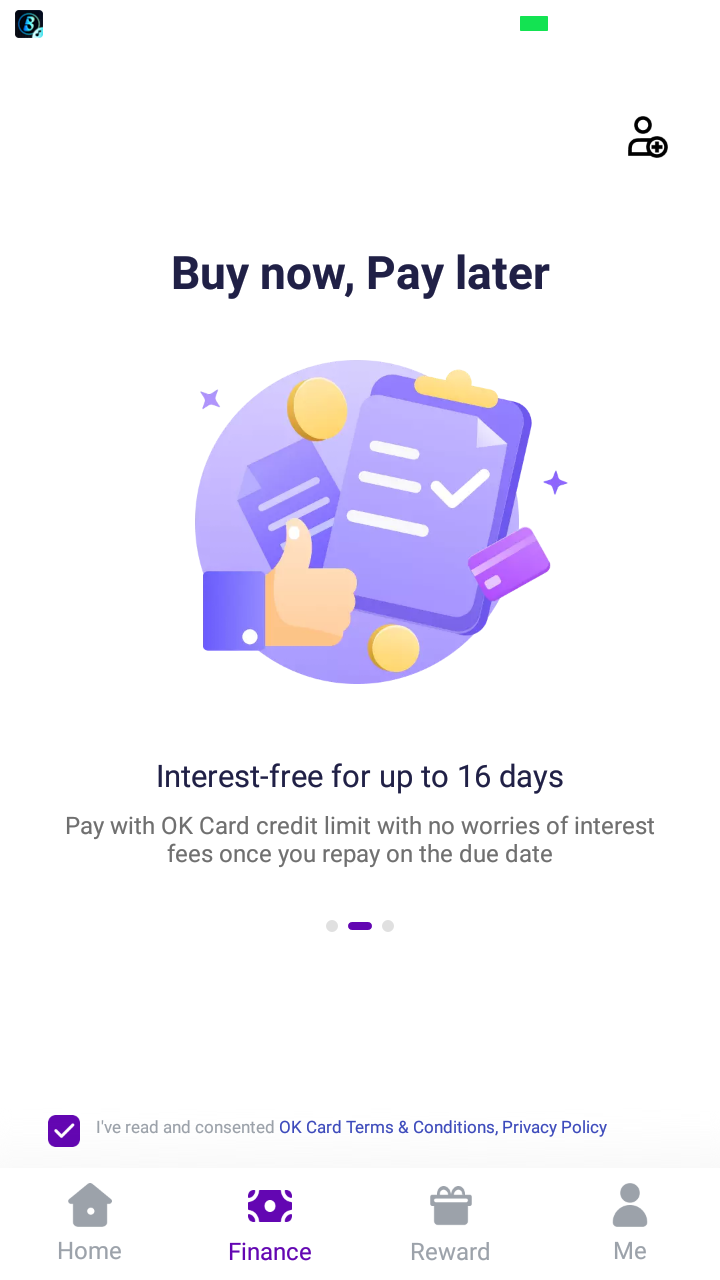 Buy now, Pay later
Interest-free for up to 16 days
Pay with OK Card credit limit with no worries of interest
fees once you repay on the due date
I've read and consented OK Card Terms & Conditions, Privacy Policy
Home
Finance
Reward
Me